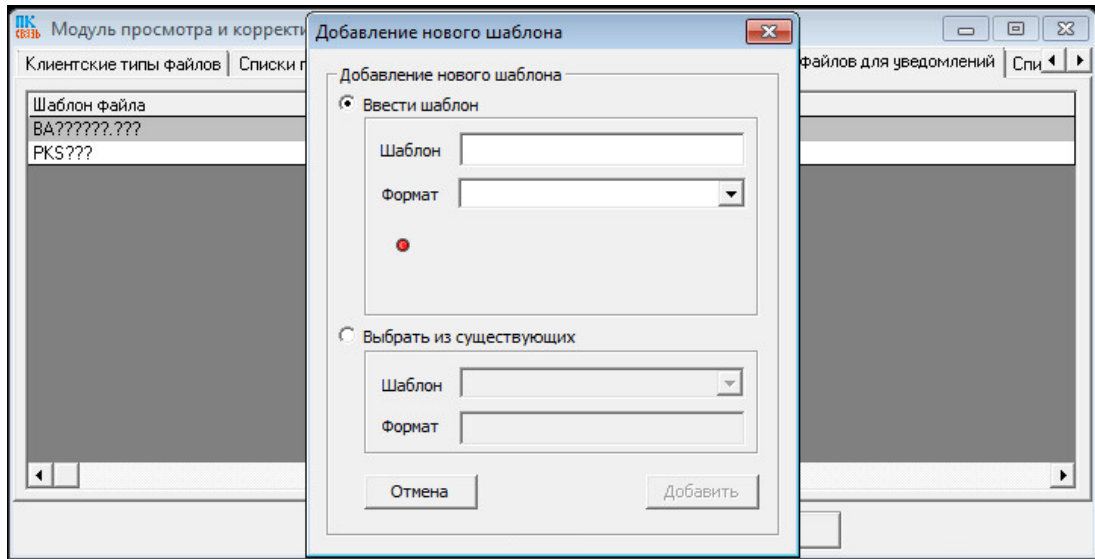 ПК
СВЯЗЬ
Модуль просмотра и коррект
Клиентские типы файлов
Списки
файлов для уведомлений
Спи
Шаблон файла
BA??????.???
PKS???
Добавление нового шаблона
Добавление нового шаблона
Ввести шаблон
Шаблон
Формат
Выбрать из существующих
Шаблон
Формат
Отмена
Добавить